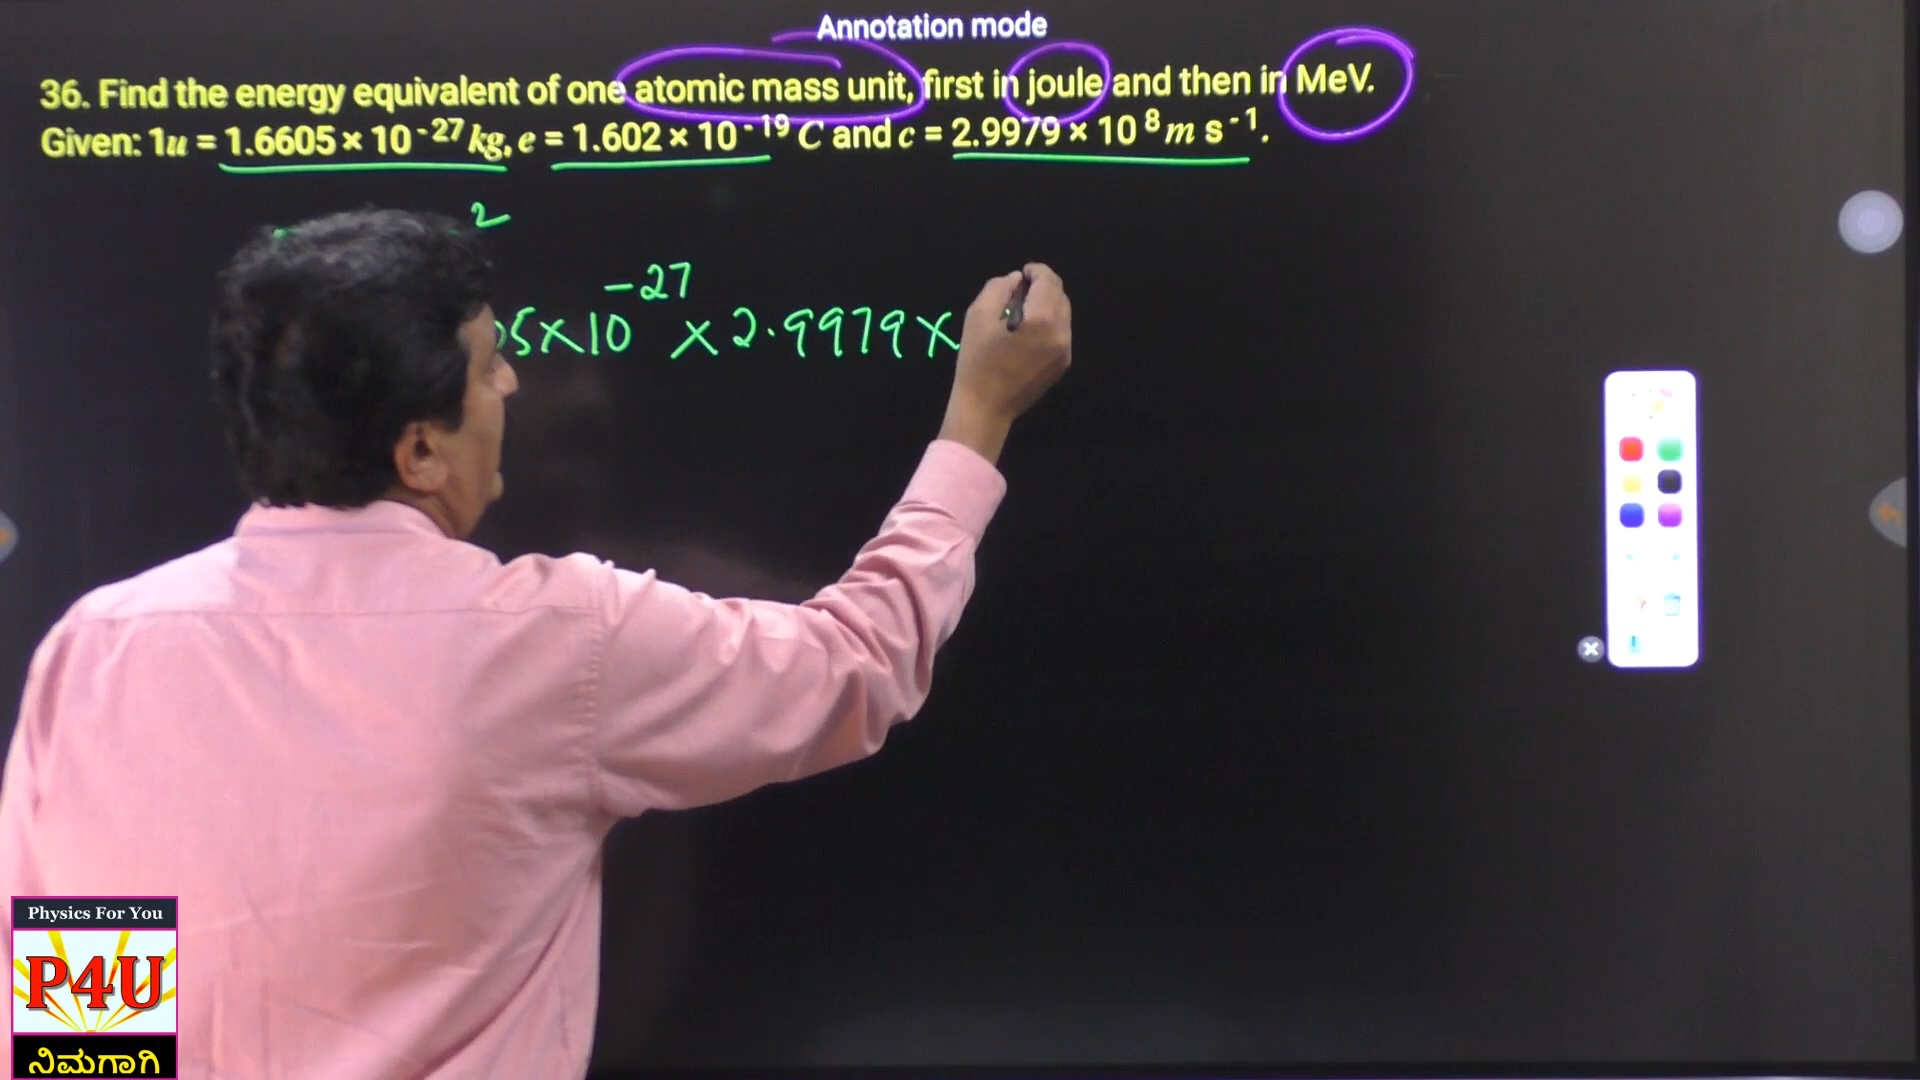 Annotation mode
36. Find the energy equivalent of one atomic mass unit, first in joule and then in MeV.
Given: 1u = 1.6605 × 10⁻²⁷ kg, e = 1.602 × 10⁻¹⁹ C and c = 2.9979 × 10⁸ m s⁻¹.
2
05×10⁻²⁷ × 2.9979×
Physics For You
P4U
ನಿಮಗಾಗಿ